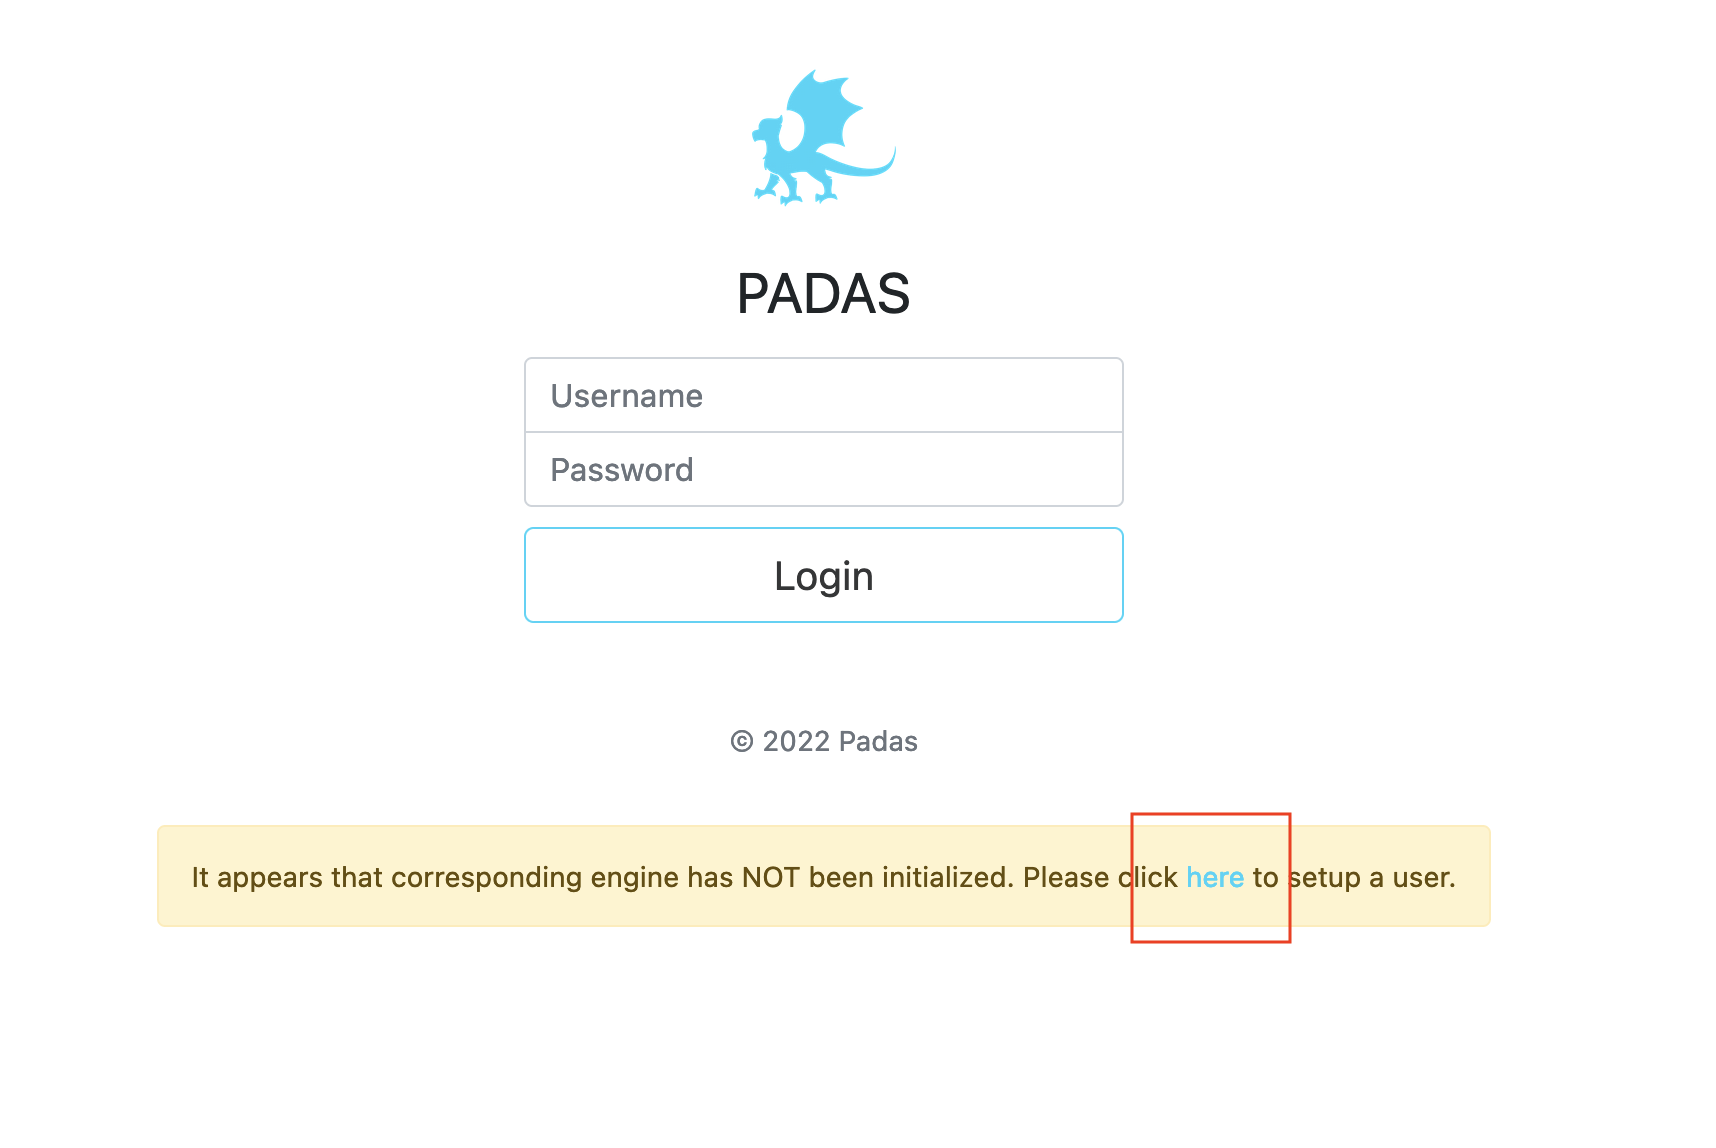 PADAS
Username
Password
Login
© 2022 Padas
It appears that corresponding engine has NOT been initialized. Please click here to setup a user.